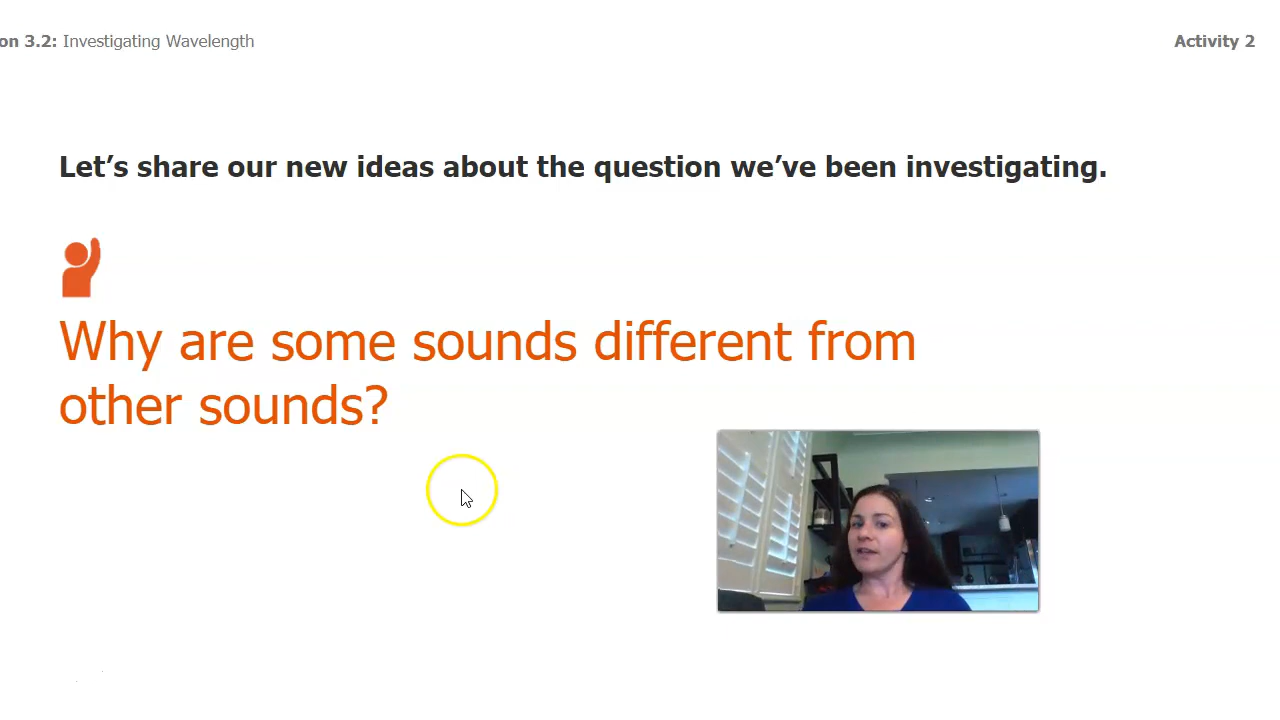 on 3.2: Investigating Wavelength
Activity 2
Let’s share our new ideas about the question we’ve been investigating.
Why are some sounds different from
other sounds?